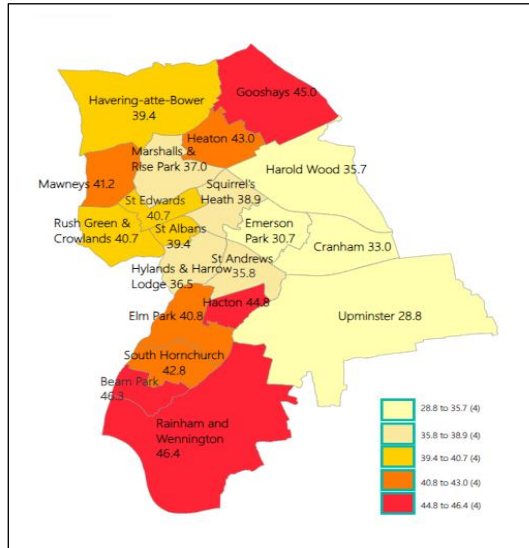 Havering-atte-Bower
39.4
Gooshays 45.0
Heaton 43.0
Marshalls &
Rise Park 37.0
Harold Wood 35.7
Mawneys 41.2
Squirrel's
Heath 38.9
St Edwards
40.7
Rush Green &
Crowlands 40.7
St Albans
39.4
Emerson
Park 30.7
Cranham 33.0
St Andrews
35.8
Hylands & Harrow
Lodge 36.5
Hacton 44.8
Elm Park 40.8
Upminster 28.8
South Hornchurch
42.8
Beam Park
46.3
Rainham and
Wennington
46.4
28.8 to 35.7 (4)
35.8 to 38.9 (4)
39.4 to 40.7 (4)
40.8 to 43.0 (4)
44.8 to 46.4 (4)